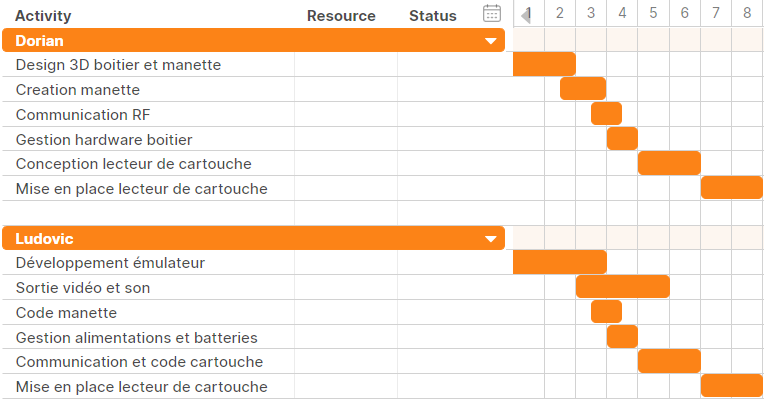 Activity Resource Status 1 2 3 4 5 6 7 8
Dorian
Design 3D boitier et manette
Creation manette
Communication RF
Gestion hardware boitier
Conception lecteur de cartouche
Mise en place lecteur de cartouche
Ludovic
Développement émulateur
Sortie vidéo et son
Code manette
Gestion alimentations et batteries
Communication et code cartouche
Mise en place lecteur de cartouche